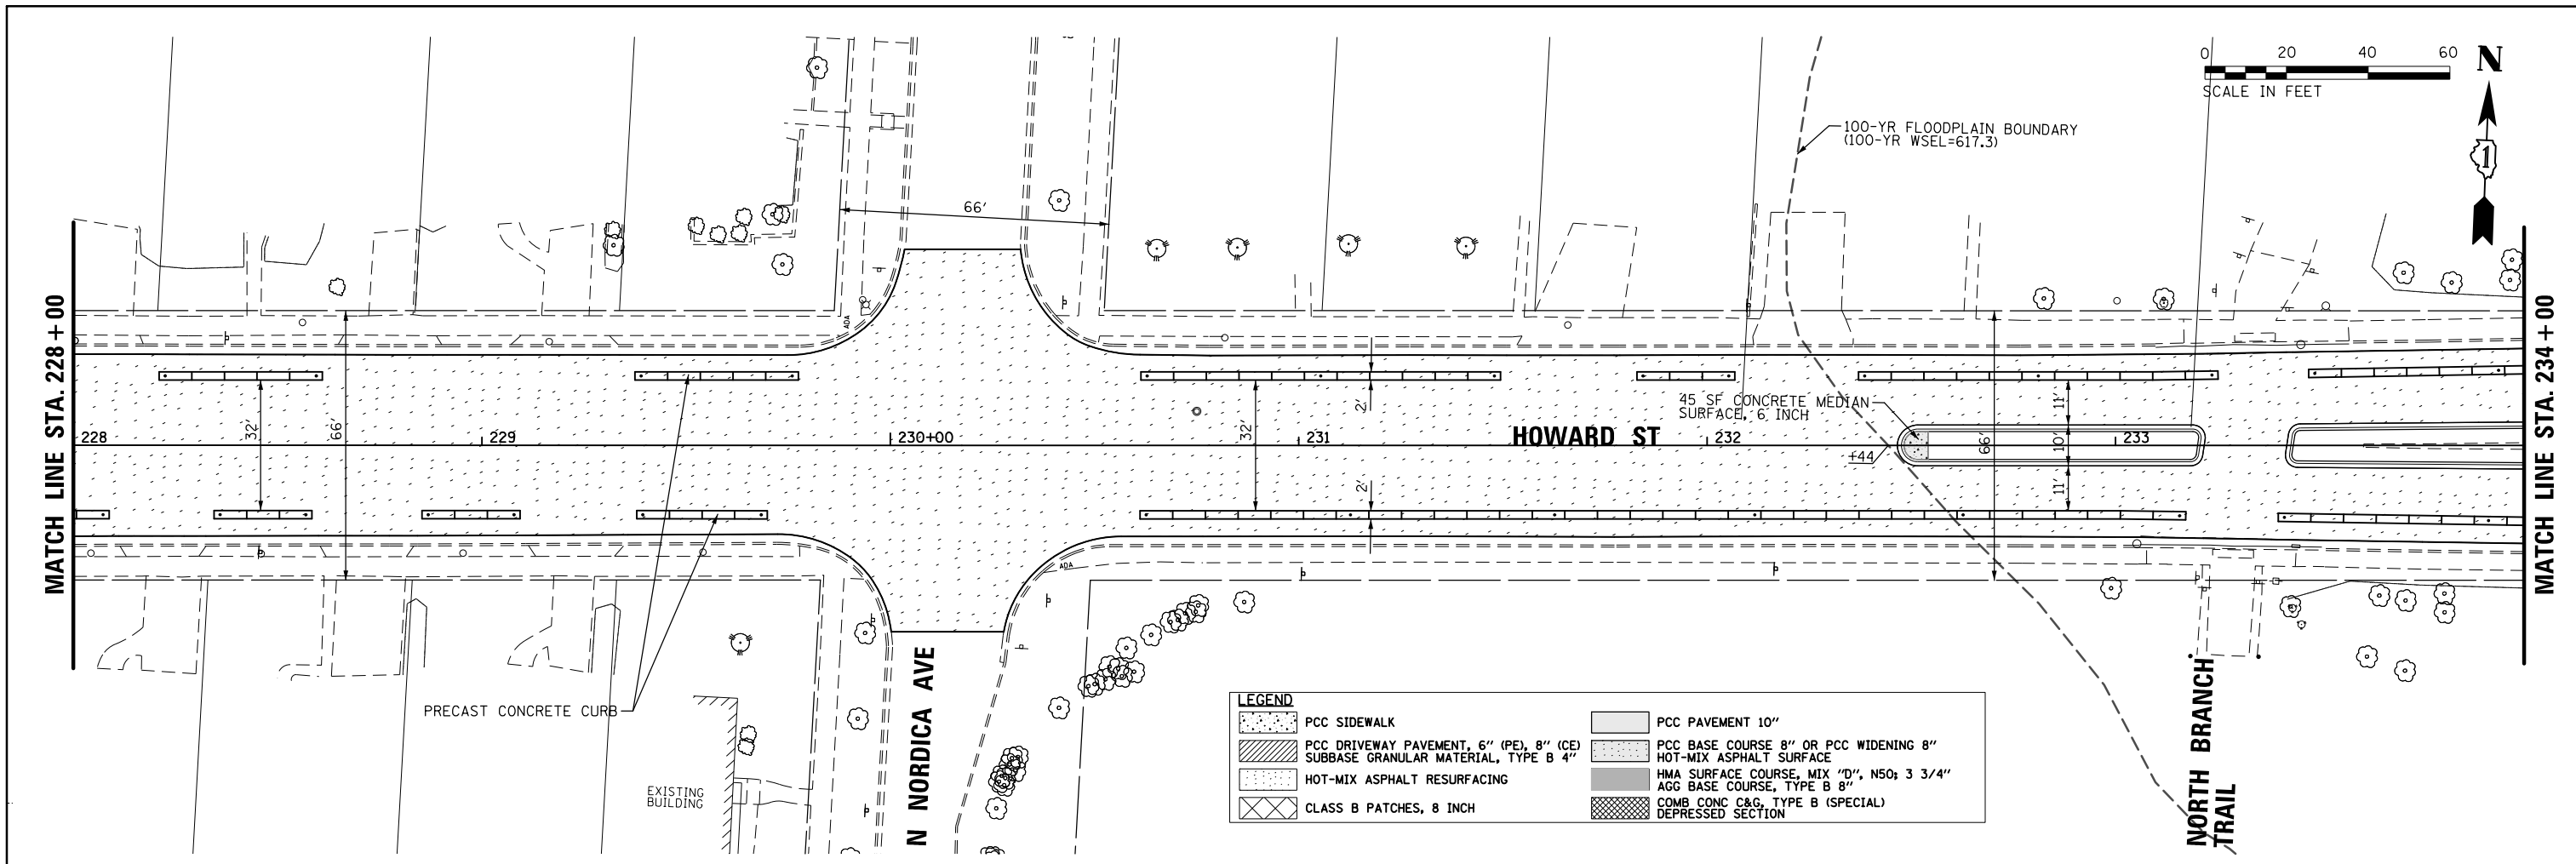 0 20 40 60
N
SCALE IN FEET
1
100-YR FLOODPLAIN BOUNDARY
(100-YR WSEL=617.3)
66'
MATCH LINE STA. 228+00
MATCH LINE STA. 234+00
ADA
32'
66'
2'
32'
11'
45 SF CONCRETE MEDIAN
SURFACE, 6 INCH
228
229
230+00
231
HOWARD ST
232
233
66'
10'
+44
2'
11'
ADA
PRECAST CONCRETE CURB
N NORDICA AVE
NORTH BRANCH
TRAIL
EXISTING
BUILDING
LEGEND
PCC SIDEWALK
PCC DRIVEWAY PAVEMENT, 6" (PE), 8" (CE)
SUBBASE GRANULAR MATERIAL, TYPE B 4"
HOT-MIX ASPHALT RESURFACING
CLASS B PATCHES, 8 INCH
PCC PAVEMENT 10"
PCC BASE COURSE 8" OR PCC WIDENING 8"
HOT-MIX ASPHALT SURFACE
HMA SURFACE COURSE, MIX "D", N50; 3 3/4"
AGG BASE COURSE, TYPE B 8"
COMB CONC C&G, TYPE B (SPECIAL)
DEPRESSED SECTION